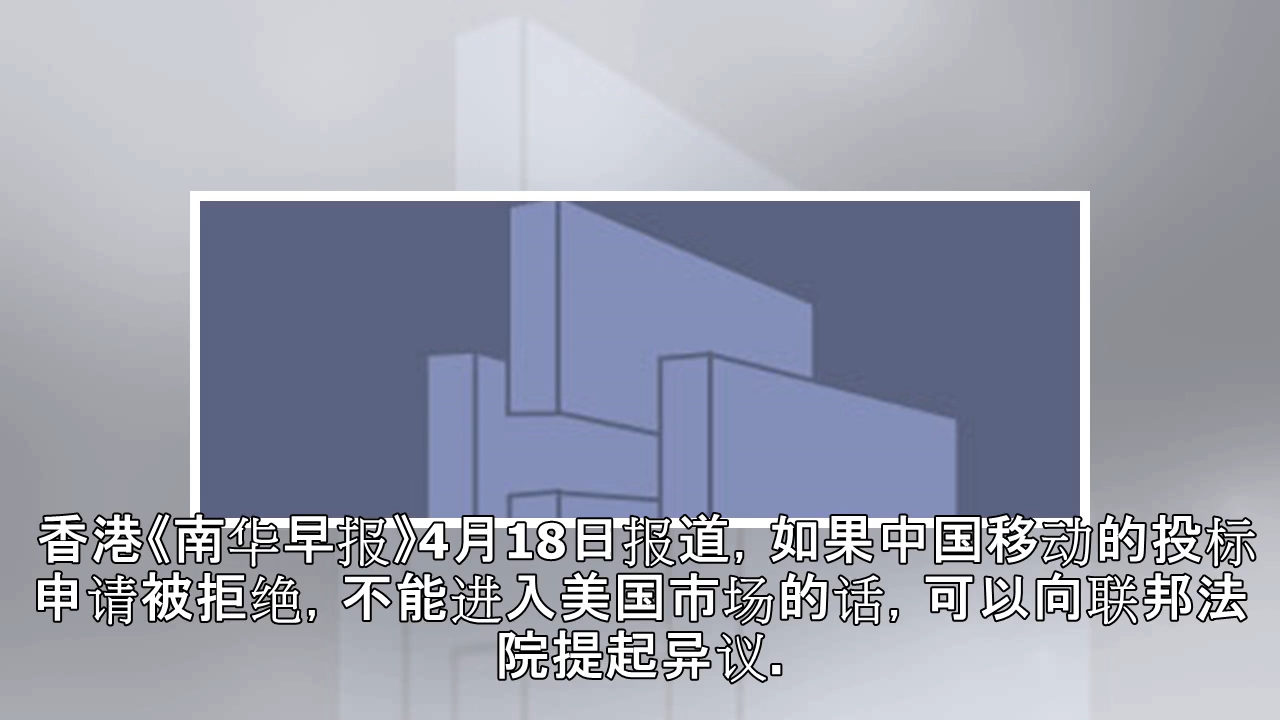 香港《南华早报》4月18日报道, 如果中国移动的投标
申请被拒绝, 不能进入美国市场的话, 可以向联邦法
院提起异议.